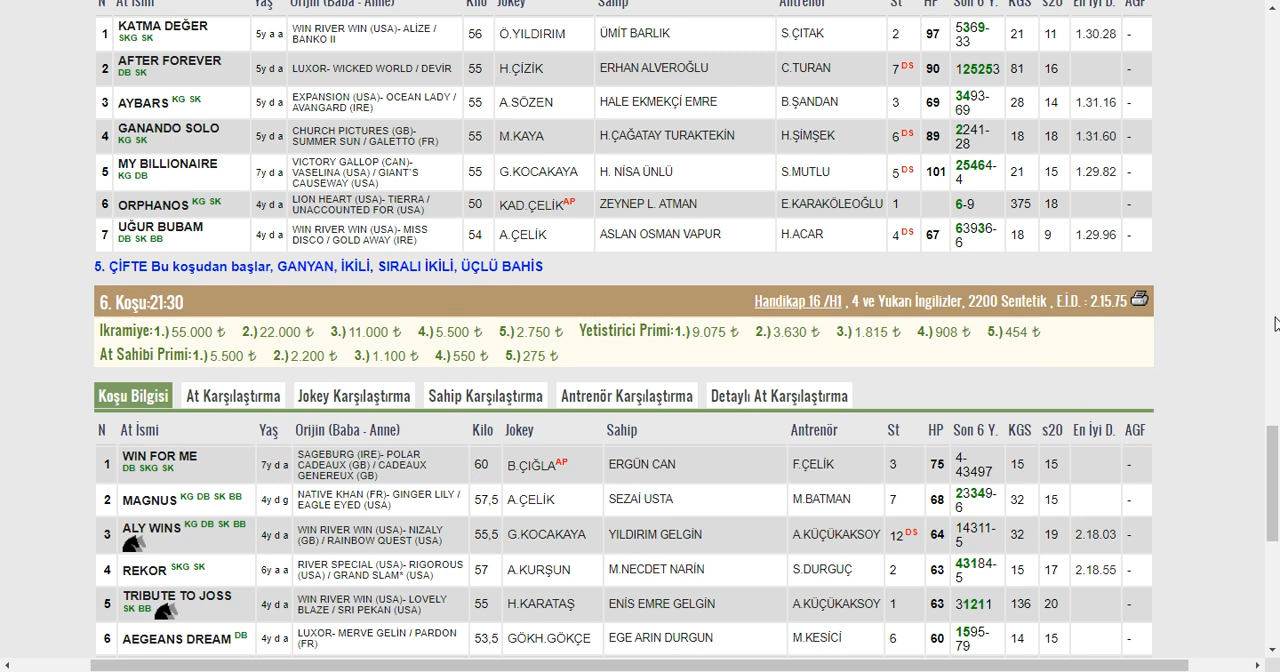 N At İsmi Yaş Orijin (Baba - Anne) Kilo Jokey Sahip Antrenör St HP Son 6 Y. KGS s20 En İyi D. AGF
1 KATMA DEĞER SKG SK 5y a a WIN RIVER WIN (USA)- ALİZE / BANKO II 56 Ö.YILDIRIM ÜMİT BARLIK S.ÇITAK 2 97 5369-33 21 11 1.30.28 -
2 AFTER FOREVER DB SK 5y d a LUXOR- WICKED WORLD / DEVİR 55 H.ÇİZİK ERHAN ALVEROĞLU C.TURAN 7 DS 90 125253 81 16 -
3 AYBARS KG SK 5y d a EXPANSION (USA)- OCEAN LADY / AVANGARD (IRE) 55 A.SÖZEN HALE EKMEKÇİ EMRE B.ŞANDAN 3 69 3493-69 28 14 1.31.16 -
4 GANANDO SOLO KG SK 5y d a CHURCH PICTURES (GB)- SUMMER SUN / GALETTO (FR) 55 M.KAYA H.ÇAĞATAY TURAKTEKİN H.ŞİMŞEK 6 DS 89 2241-28 18 18 1.31.60 -
5 MY BILLIONAIRE KG DB 7y d a VICTORY GALLOP (CAN)- VASELINA (USA) / GIANT'S CAUSEWAY (USA) 55 G.KOCAKAYA H. NİSA ÜNLÜ S.MUTLU 5 DS 101 25464-4 21 15 1.29.82 -
6 ORPHANOS KG SK 4y d a LION HEART (USA)- TIERRA / UNACCOUNTED FOR (USA) 50 KAD.ÇELİK AP ZEYNEP L. ATMAN E.KARAKÖLEOĞLU 1 6-9 375 18 -
7 UĞUR BUBAM DB SK BB 4y d a WIN RIVER WIN (USA)- MISS DISCO / GOLD AWAY (IRE) 54 A.ÇELİK ASLAN OSMAN VAPUR H.ACAR 4 DS 67 63936-6 18 9 1.29.96 -
5. ÇİFTE Bu koşudan başlar, GANYAN, İKİLİ, SIRALI İKİLİ, ÜÇLÜ BAHİS
6. Koşu:21:30 Handikap 16 /H1 , 4 ve Yukarı İngilizler, 2200 Sentetik , E.İ.D. : 2.15.75
Ikramiye:1.) 55.000 ₺ 2.) 22.000 ₺ 3.) 11.000 ₺ 4.) 5.500 ₺ 5.) 2.750 ₺ Yetistirici Primi:1.) 9.075 ₺ 2.) 3.630 ₺ 3.) 1.815 ₺ 4.) 908 ₺ 5.) 454 ₺
At Sahibi Primi:1.) 5.500 ₺ 2.) 2.200 ₺ 3.) 1.100 ₺ 4.) 550 ₺ 5.) 275 ₺
Koşu Bilgisi At Karşılaştırma Jokey Karşılaştırma Sahip Karşılaştırma Antrenör Karşılaştırma Detaylı At Karşılaştırma
N At İsmi Yaş Orijin (Baba - Anne) Kilo Jokey Sahip Antrenör St HP Son 6 Y. KGS s20 En İyi D. AGF
1 WIN FOR ME DB SKG SK 7y d a SAGEBURG (IRE)- POLAR CADEAUX (GB) / CADEAUX GENEREUX (GB) 60 B.ÇIĞLA AP ERGÜN CAN F.ÇELİK 3 75 4-43497 15 15 -
2 MAGNUS KG DB SK BB 4y d g NATIVE KHAN (FR)- GINGER LILY / EAGLE EYED (USA) 57,5 A.ÇELİK SEZAİ USTA M.BATMAN 7 68 23349-6 32 15 -
3 ALY WINS KG DB SK BB 4y d a WIN RIVER WIN (USA)- NIZALY (GB) / RAINBOW QUEST (USA) 55,5 G.KOCAKAYA YILDIRIM GELGİN A.KÜÇÜKAKSOY 12 DS 64 14311-5 32 19 2.18.03 -
4 REKOR SKG SK 6y a a RIVER SPECIAL (USA)- RIGOROUS (USA) / GRAND SLAM* (USA) 57 A.KURŞUN M.NECDET NARİN S.DURGUÇ 2 63 43184-5 15 17 2.18.55 -
5 TRIBUTE TO JOSS SK BB 4y d a WIN RIVER WIN (USA)- LOVELY BLAZE / SRI PEKAN (USA) 55 H.KARATAŞ ENİS EMRE GELGİN A.KÜÇÜKAKSOY 1 63 31211 136 20 -
6 AEGEANS DREAM DB 4y d a LUXOR- MERVE GELİN / PARDON (FR) 53,5 GÖKH.GÖKÇE EGE ARIN DURGUN M.KESİCİ 6 60 1595-79 14 15 -